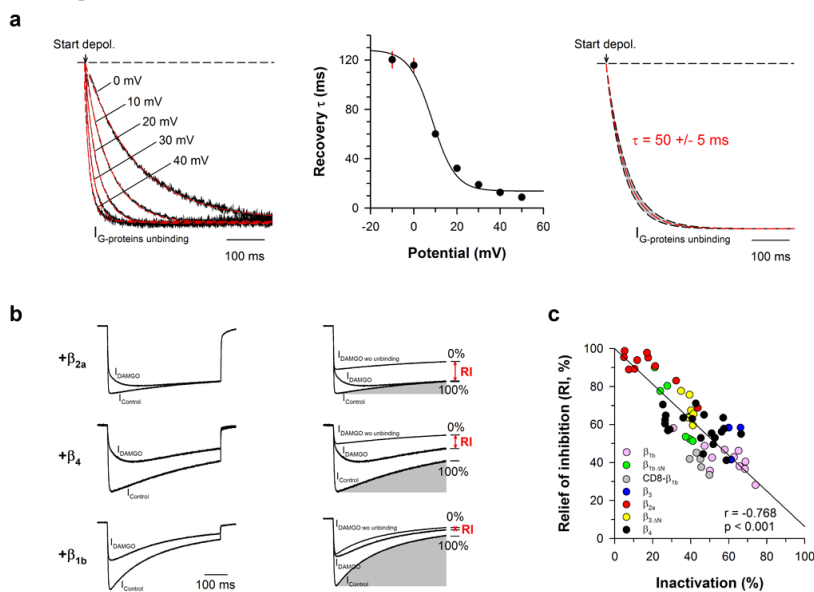 a
Start depol.
0 mV
10 mV
20 mV
30 mV
40 mV
I G-proteins unbinding
100 ms
Recovery τ (ms)
160
120
80
40
0
-20
0
20
40
60
Potential (mV)
Start depol.
τ = 50 +/- 5 ms
I G-proteins unbinding
100 ms
b
+β2a
IDAMGO
IControl
IDAMGO wo unbinding
IDAMGO
IControl
0%
RI
100%
+β4
IDAMGO
IControl
IDAMGO wo unbinding
IDAMGO
IControl
0%
RI
100%
+β1b
IDAMGO
IControl
100 ms
IDAMGO wo unbinding
IDAMGO
IControl
0%
RI
100%
c
Relief of inhibition (RI, %)
100
80
60
40
20
0
β1b
β1b ΔN
CD8-β1b
β3
β2a
β3 ΔN
β4
r = -0.768
p < 0.001
0
20
40
60
80
100
Inactivation (%)